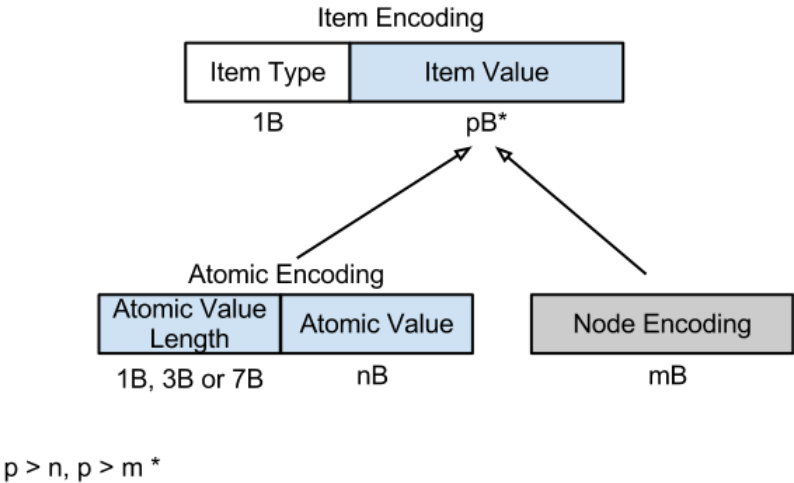 Item Encoding
Item Type Item Value
1B pB*
Atomic Encoding
Atomic Value
Length
Atomic Value
Node Encoding
1B, 3B or 7B nB mB
p > n, p > m *